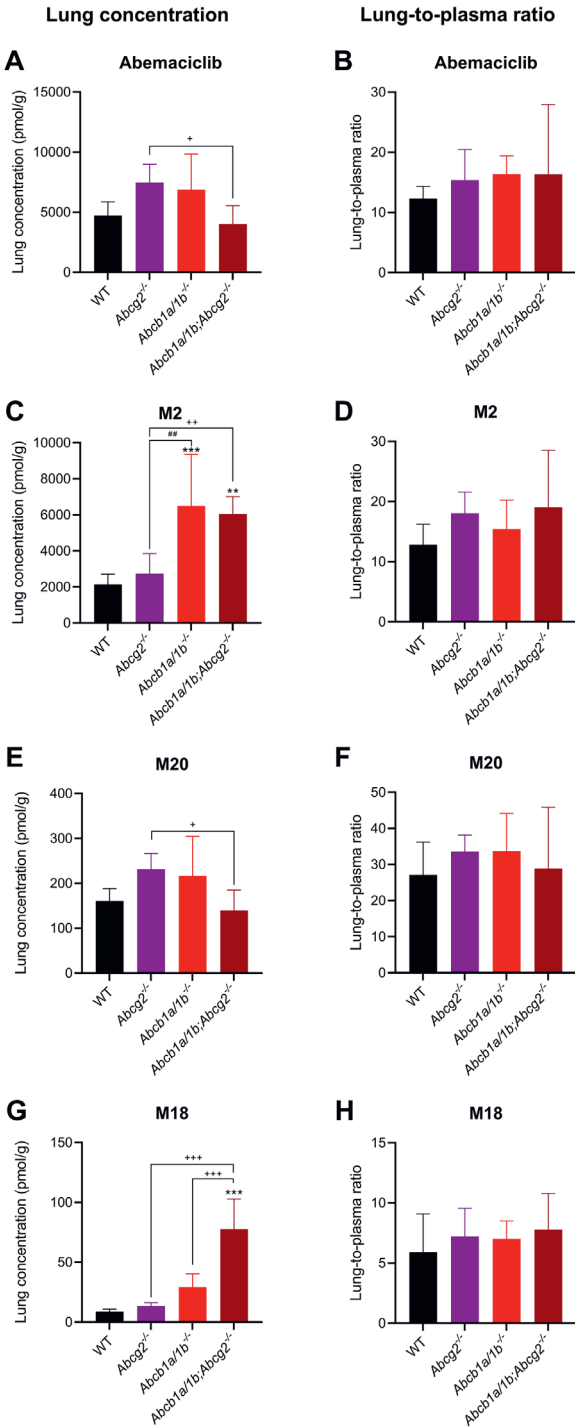 Lung concentration
Lung-to-plasma ratio
A
Abemaciclib
Lung concentration (pmol/g)
15000
10000
5000
0
+
WT
Abcg2-/-
Abcb1a/1b-/-
Abcb1a/1b;Abcg2-/-
B
Abemaciclib
Lung-to-plasma ratio
30
20
10
0
WT
Abcg2-/-
Abcb1a/1b-/-
Abcb1a/1b;Abcg2-/-
C
M2
Lung concentration (pmol/g)
10000
8000
6000
4000
2000
0
++
##
***
**
WT
Abcg2-/-
Abcb1a/1b-/-
Abcb1a/1b;Abcg2-/-
D
M2
Lung-to-plasma ratio
30
20
10
0
WT
Abcg2-/-
Abcb1a/1b-/-
Abcb1a/1b;Abcg2-/-
E
M20
Lung concentration (pmol/g)
400
300
200
100
0
+
WT
Abcg2-/-
Abcb1a/1b-/-
Abcb1a/1b;Abcg2-/-
F
M20
Lung-to-plasma ratio
50
40
30
20
10
0
WT
Abcg2-/-
Abcb1a/1b-/-
Abcb1a/1b;Abcg2-/-
G
M18
Lung concentration (pmol/g)
150
100
50
0
+++
+++
***
WT
Abcg2-/-
Abcb1a/1b-/-
Abcb1a/1b;Abcg2-/-
H
M18
Lung-to-plasma ratio
15
10
5
0
WT
Abcg2-/-
Abcb1a/1b-/-
Abcb1a/1b;Abcg2-/-